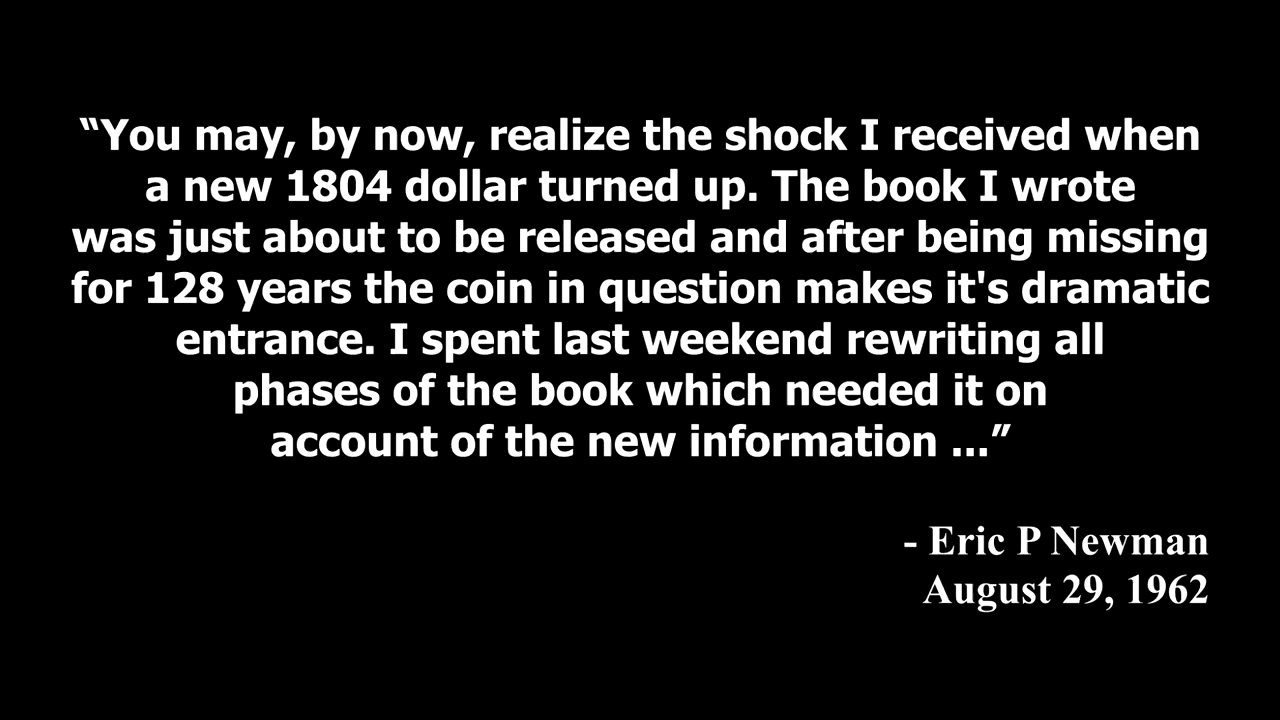 “You may, by now, realize the shock I received when
a new 1804 dollar turned up. The book I wrote
was just about to be released and after being missing
for 128 years the coin in question makes it's dramatic
entrance. I spent last weekend rewriting all
phases of the book which needed it on
account of the new information ...”
- Eric P Newman
August 29, 1962